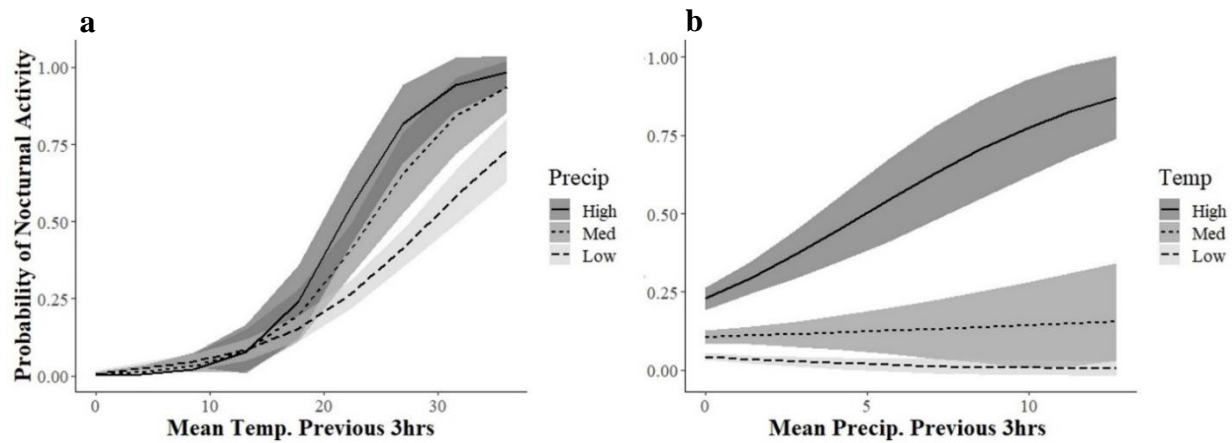 a
Probability of Nocturnal Activity
1.00
0.75
0.50
0.25
0.00
0
10
20
30
Mean Temp. Previous 3hrs
Precip
High
Med
Low
b
1.00
0.75
0.50
0.25
0.00
0
5
10
Mean Precip. Previous 3hrs
Temp
High
Med
Low